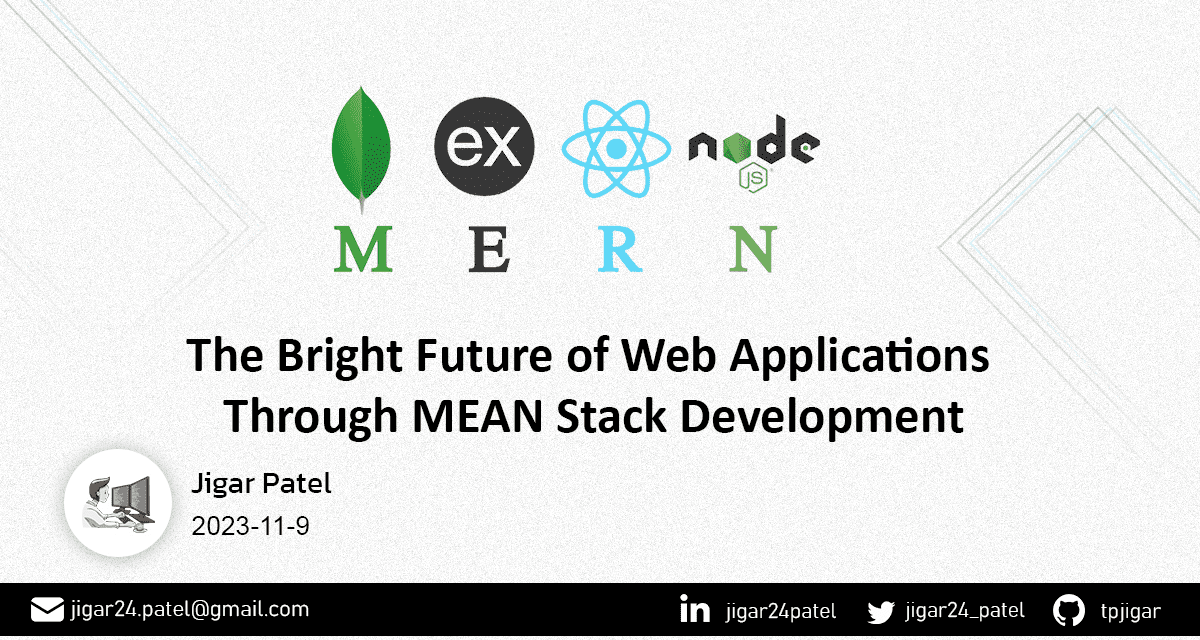 ex
node
JS
M E R N
The Bright Future of Web Applications
Through MEAN Stack Development
Jigar Patel
2023-11-9
jigar24.patel@gmail.com
in jigar24patel
jigar24_patel
tpjigar